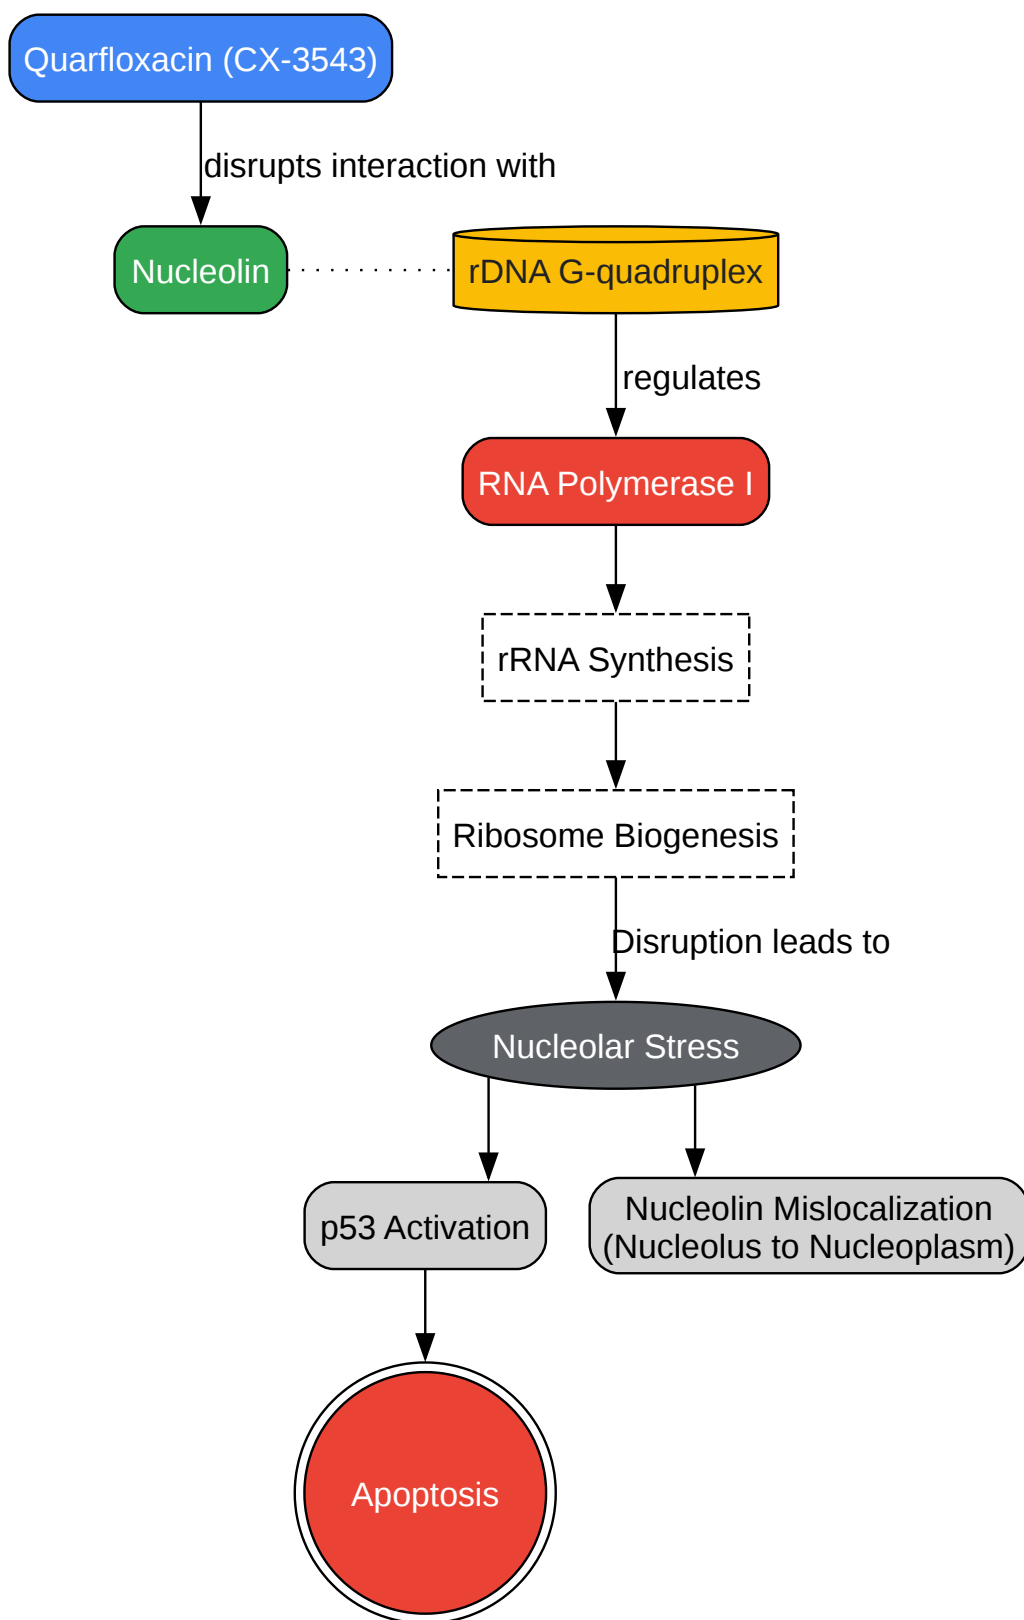 Quarfloxacin (CX-3543)
disrupts interaction with
Nucleolin
rDNA G-quadruplex
regulates
RNA Polymerase I
rRNA Synthesis
Ribosome Biogenesis
Disruption leads to
Nucleolar Stress
p53 Activation
Nucleolin Mislocalization
(Nucleolus to Nucleoplasm)
Apoptosis